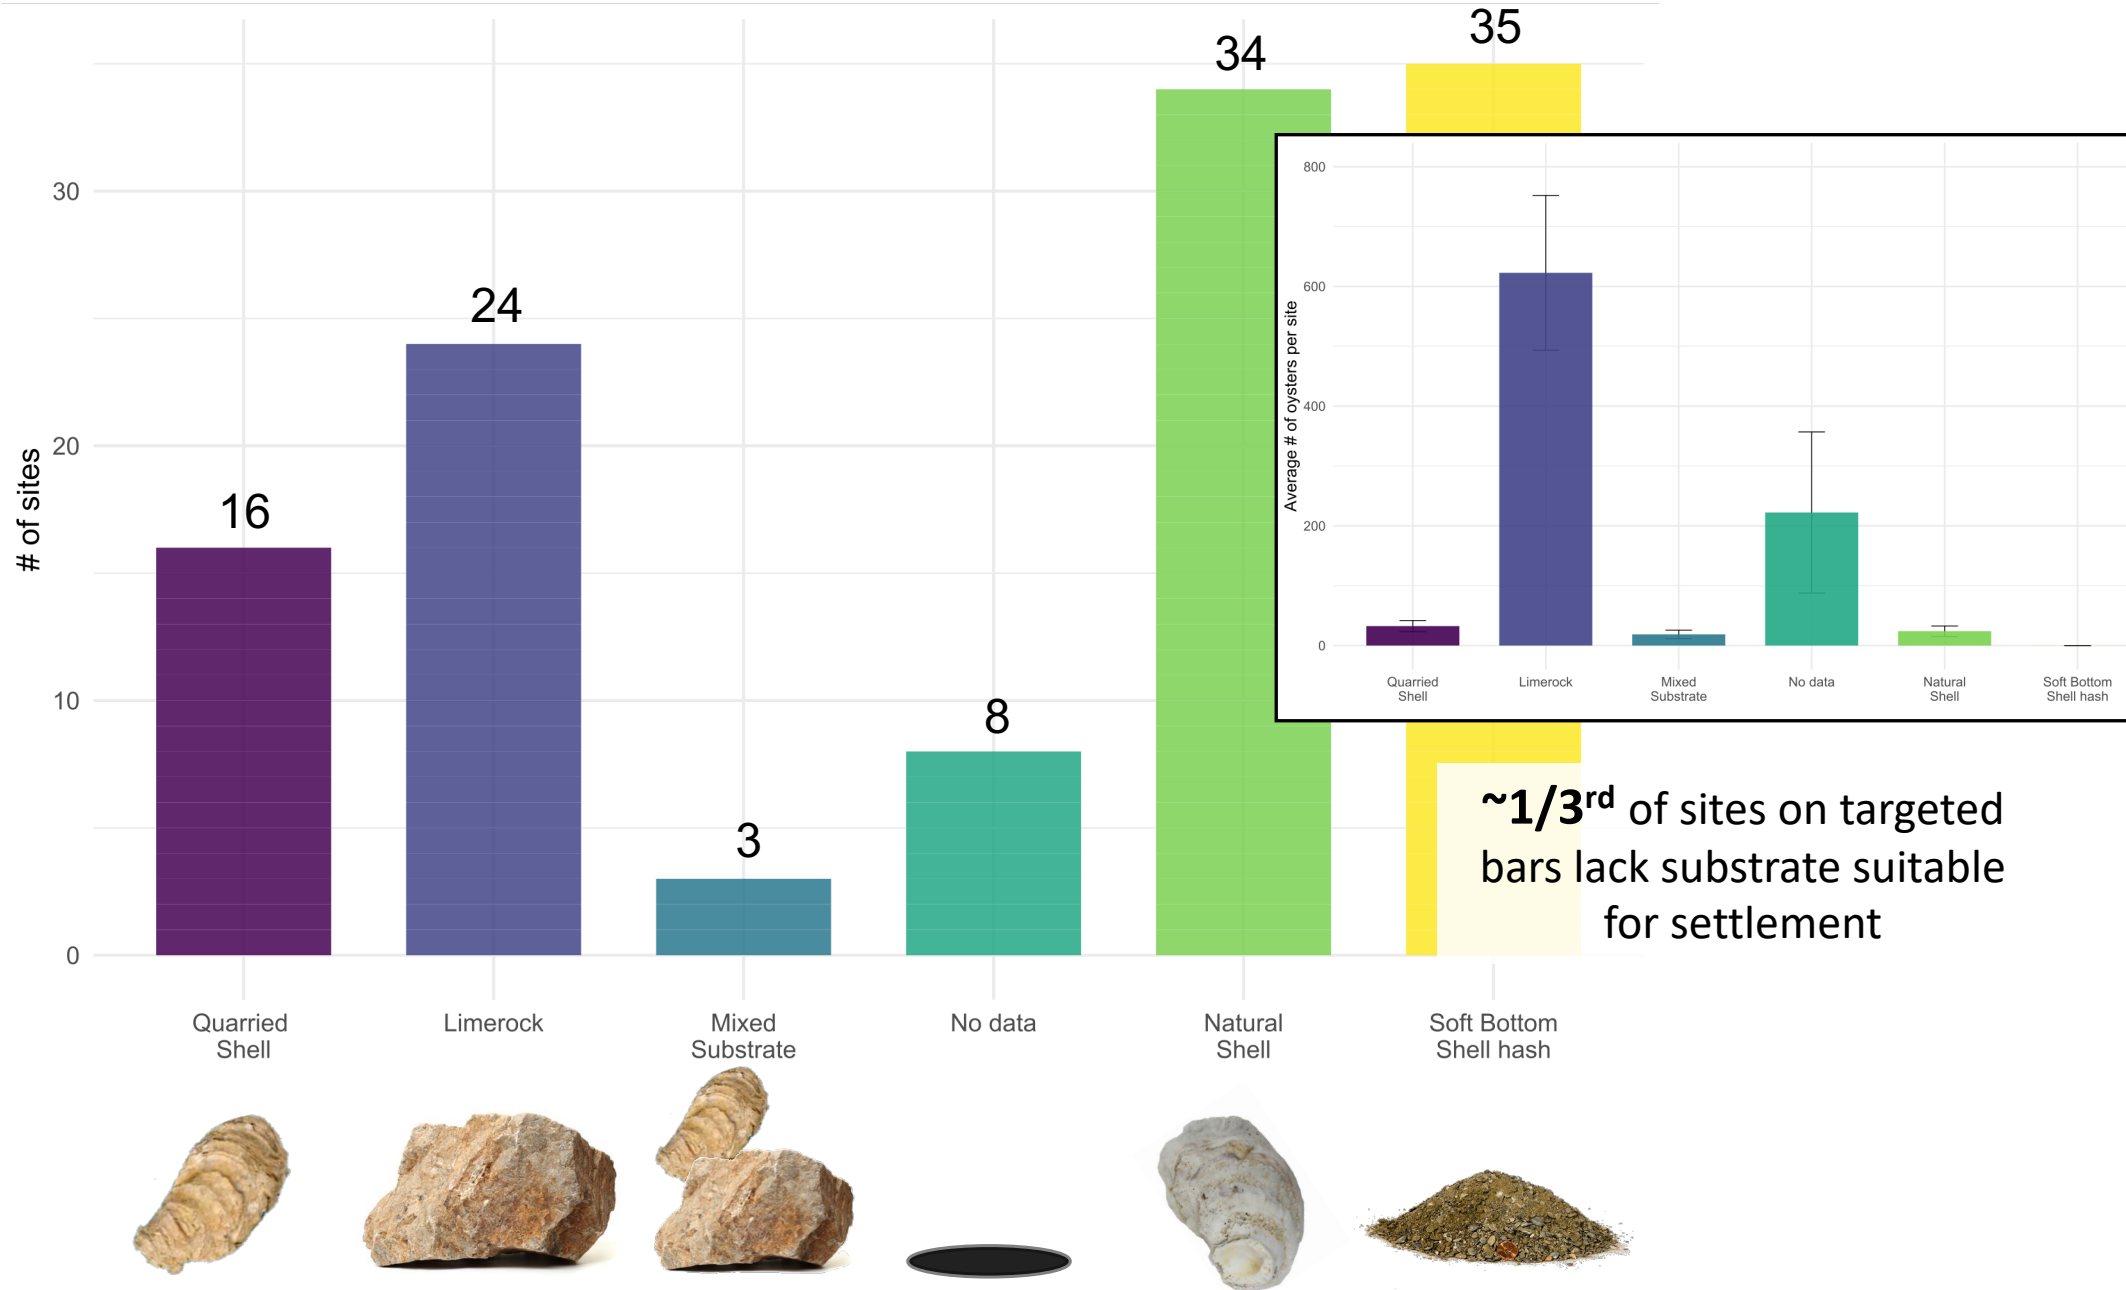 35
34
30
24
20
16
10
8
3
0
# of sites
Quarried
Shell
Limerock
Mixed
Substrate
No data
Natural
Shell
Soft Bottom
Shell hash
800
600
400
200
0
Average # of oysters per site
Quarried
Shell
Limerock
Mixed
Substrate
No data
Natural
Shell
Soft Bottom
Shell hash
~1/3rd of sites on targeted
bars lack substrate suitable
for settlement